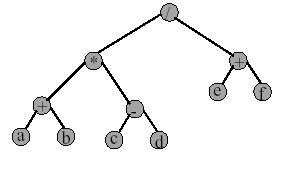 /
* +
+ - e f
a b c d